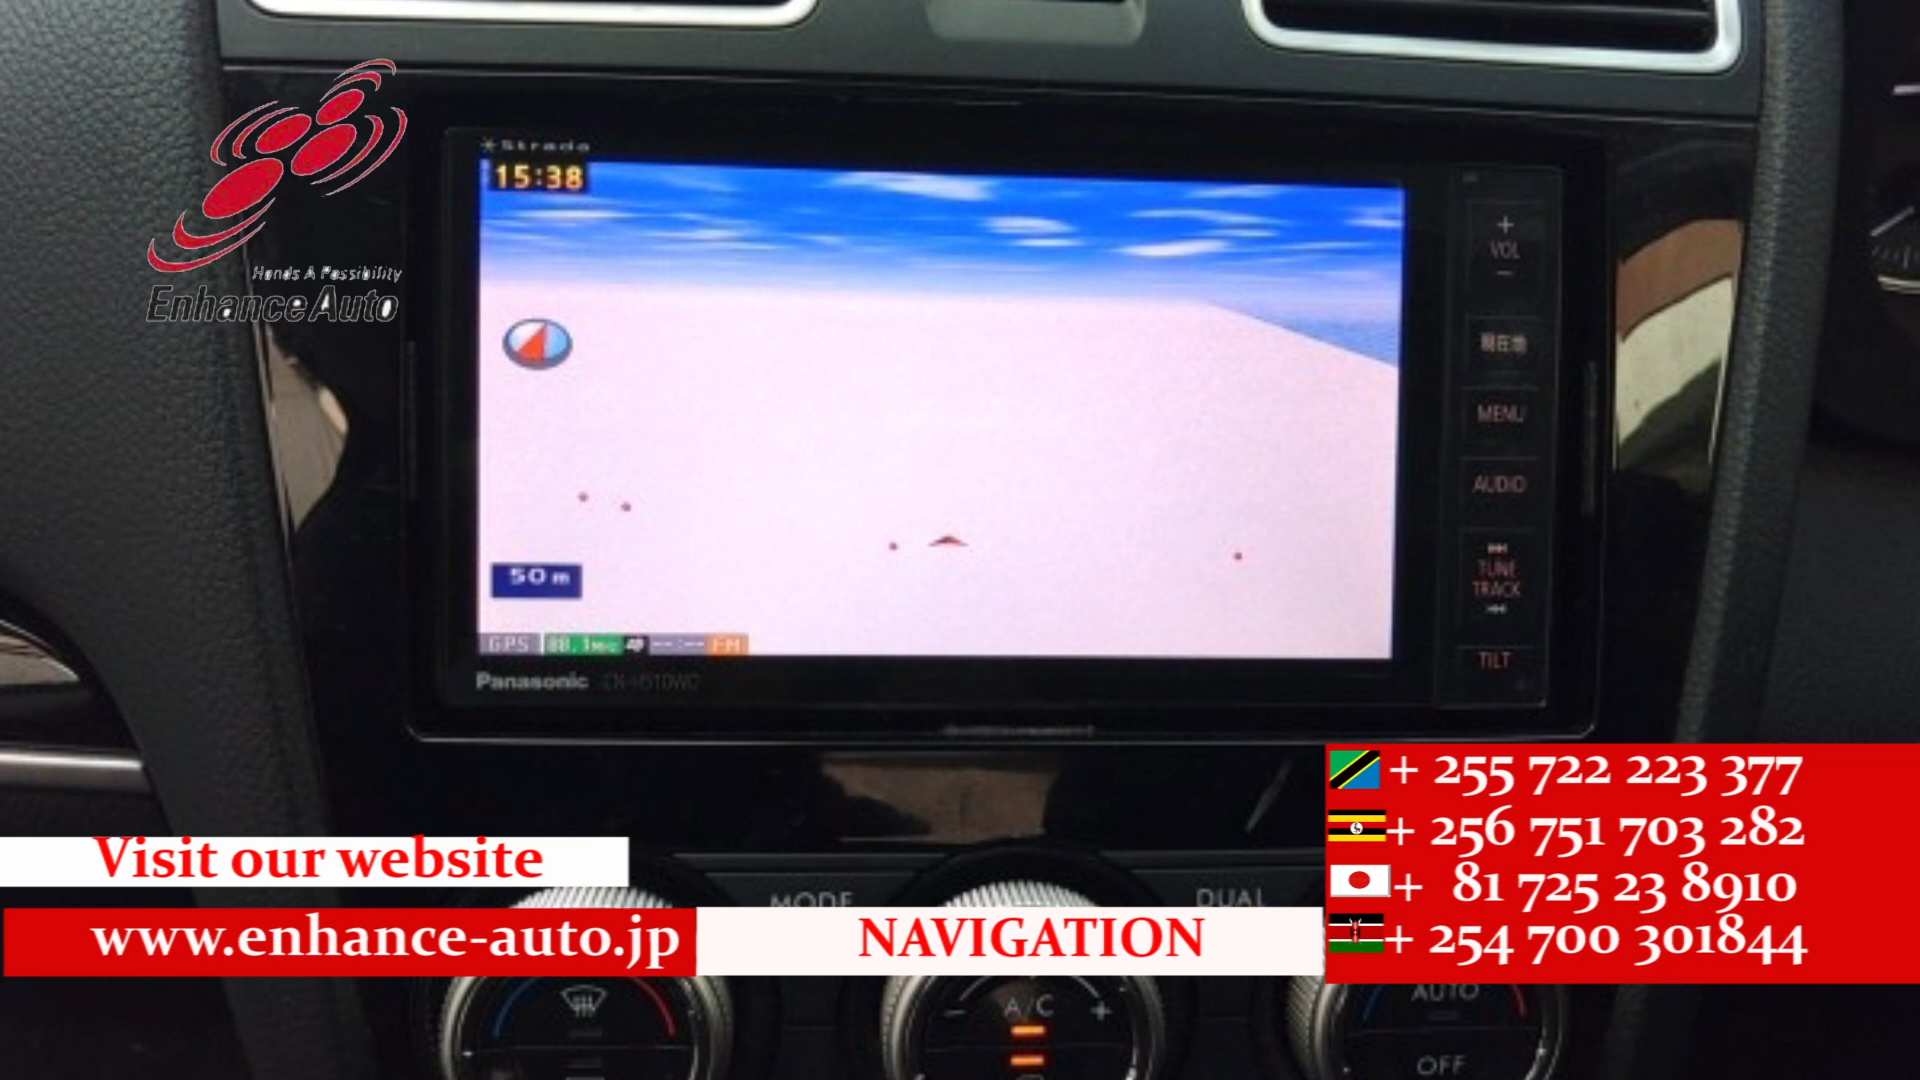 Strada
15:38
Hands A Possibility
EnhanceAuto
+
VOL
−
現在地
MENU
AUDIO
TUNE
TRACK
TILT
50 m
GPS 88.1MHz --:-- FM
Panasonic
Visit our website
www.enhance-auto.jp
NAVIGATION
+ 255 722 223 377
+ 256 751 703 282
+ 81 725 23 8910
+ 254 700 301844
MODE
DUAL
− A/C +
AUTO
OFF